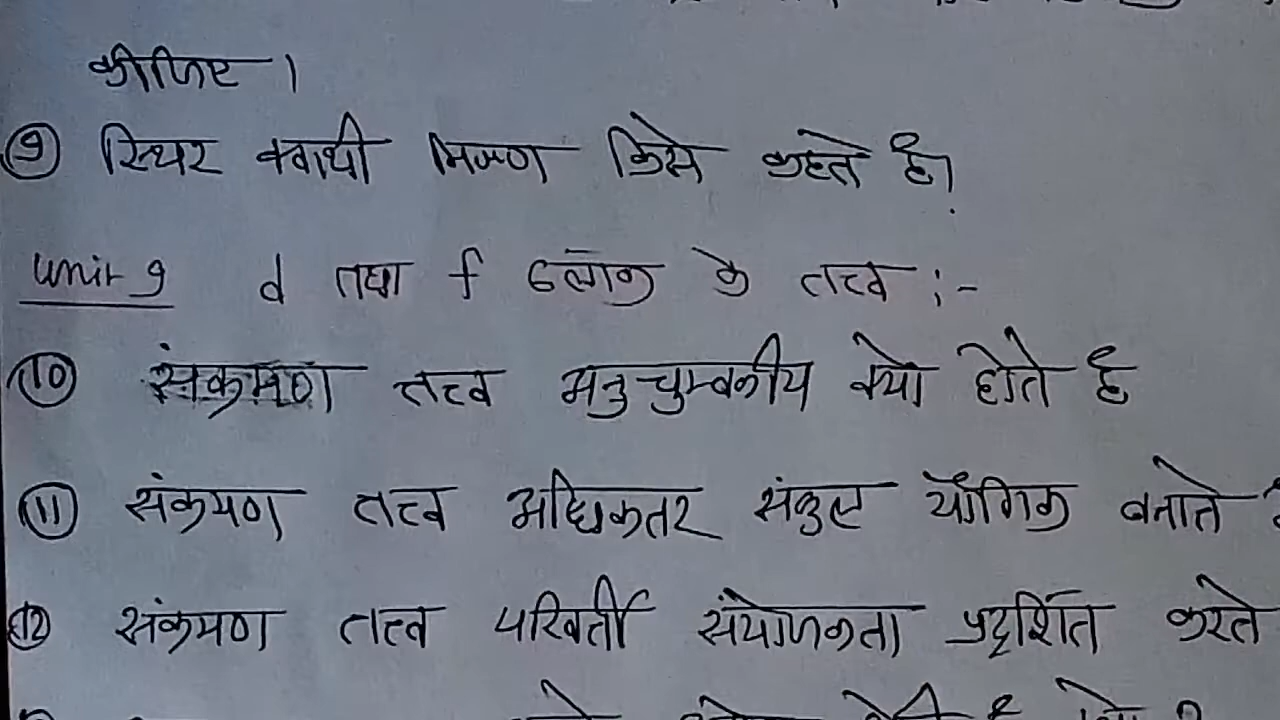 कीजिए।
⑨ स्थिर क्वाथी मिश्रण किसे कहते है।
unit 9 d तथा f ब्लॉक के तत्त्व :-
⑩ संक्रमण तत्त्व अनुचुम्बकीय क्यो होते है
⑪ संक्रमण तत्त्व अधिकतर संकुल यौगिक बनाते
⑫ संक्रमण तत्त्व परिवर्ती संयोजकता प्रदर्शित करते